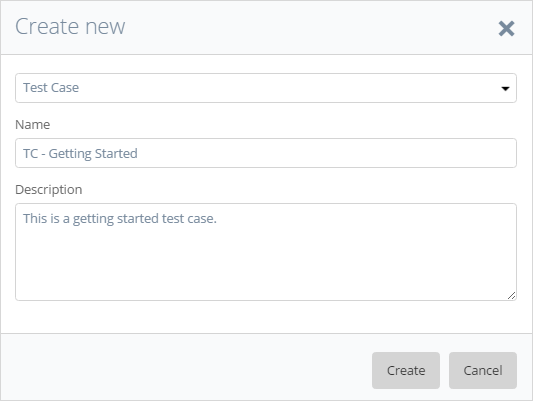 Create new
Test Case
Name
TC - Getting Started
Description
This is a getting started test case.
Create
Cancel